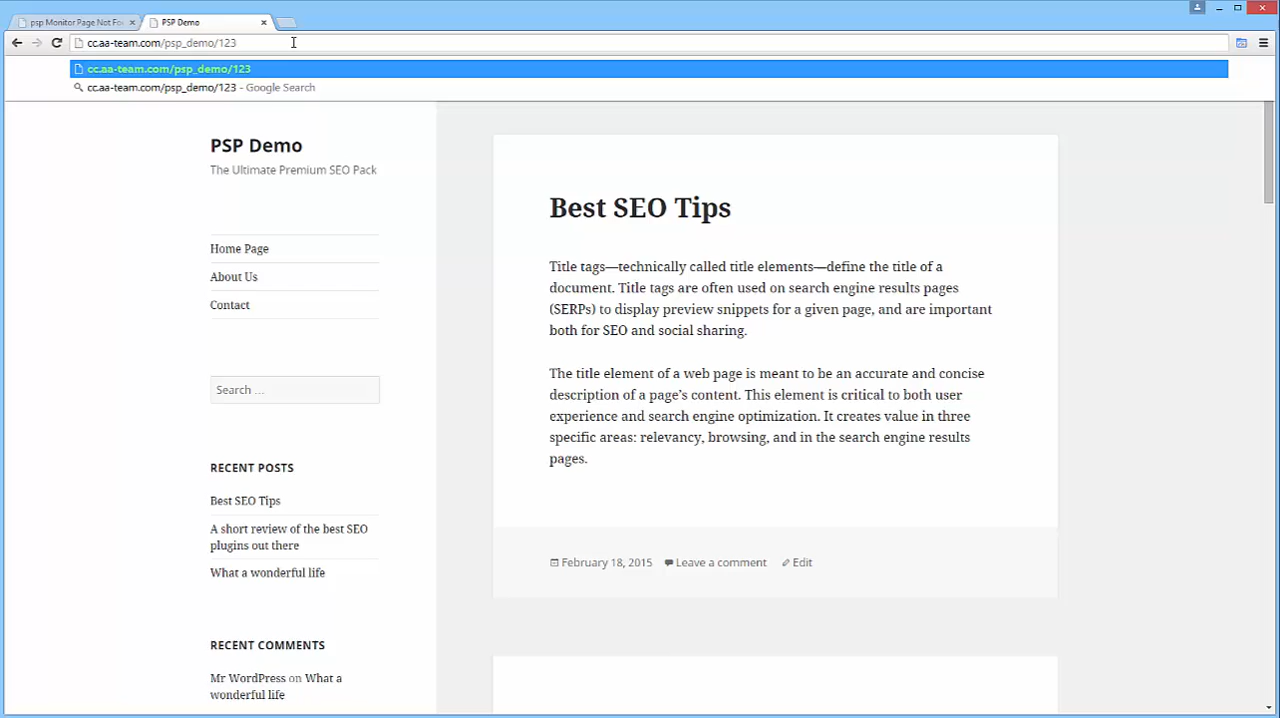 psp Monitor Page Not Fo
PSP Demo
cc.aa-team.com/psp_demo/123
cc.aa-team.com/psp_demo/123
cc.aa-team.com/psp_demo/123 - Google Search
PSP Demo
The Ultimate Premium SEO Pack
Home Page
About Us
Contact
Search ...
RECENT POSTS
Best SEO Tips
A short review of the best SEO
plugins out there
What a wonderful life
RECENT COMMENTS
Mr WordPress on What a
wonderful life
Best SEO Tips
Title tags—technically called title elements—define the title of a
document. Title tags are often used on search engine results pages
(SERPs) to display preview snippets for a given page, and are important
both for SEO and social sharing.
The title element of a web page is meant to be an accurate and concise
description of a page’s content. This element is critical to both user
experience and search engine optimization. It creates value in three
specific areas: relevancy, browsing, and in the search engine results
pages.
February 18, 2015 Leave a comment Edit